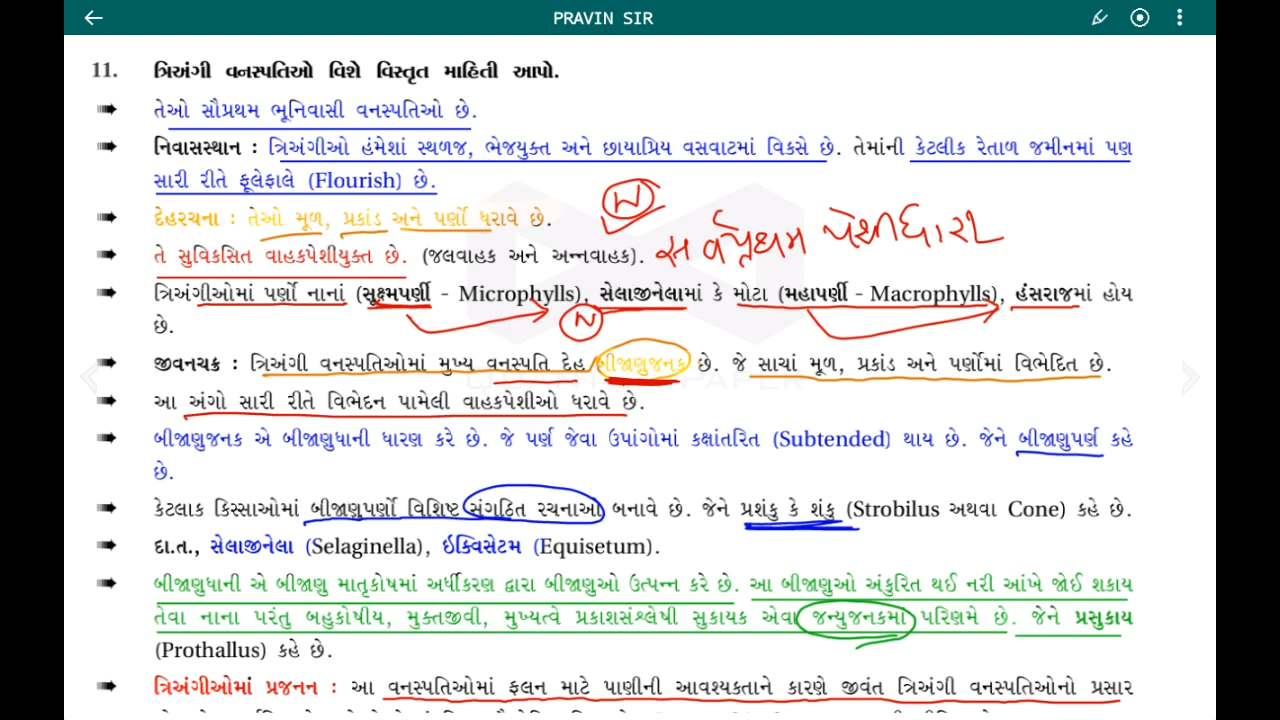 PRAVIN SIR
11. ત્રિઅંગી વનસ્પતિઓ વિશે વિસ્તૃત માહિતી આપો.
તેઓ સૌપ્રથમ ભૂનિવાસી વનસ્પતિઓ છે.
નિવાસસ્થાન : ત્રિઅંગીઓ હંમેશાં સ્થળજ, ભેજયુક્ત અને છાયાપ્રિય વસવાટમાં વિકસે છે. તેમાંની કેટલીક રેતાળ જમીનમાં પણ
સારી રીતે ફૂલેફાલે (Flourish) છે.
દેહરચના : તેઓ મૂળ, પ્રકાંડ અને પર્ણો ધરાવે છે.
તે સુવિકસિત વાહકપેશીયુક્ત છે. (જલવાહક અને અન્નવાહક). સર્વપ્રથમ પેશીધારી
ત્રિઅંગીઓમાં પર્ણો નાનાં (સૂક્ષ્મપર્ણી - Microphylls), સેલાજીનેલામાં કે મોટા (મહાપર્ણી - Macrophylls), હંસરાજમાં હોય
છે.
જીવનચક્ર : ત્રિઅંગી વનસ્પતિઓમાં મુખ્ય વનસ્પતિ દેહ બીજાણુજનક છે. જે સાચાં મૂળ, પ્રકાંડ અને પર્ણોમાં વિભેદિત છે.
આ અંગો સારી રીતે વિભેદન પામેલી વાહકપેશીઓ ધરાવે છે.
બીજાણુજનક એ બીજાણુધાની ધારણ કરે છે. જે પર્ણ જેવા ઉપાંગોમાં કક્ષાંતરિત (Subtended) થાય છે. જેને બીજાણુપર્ણ કહે
છે.
કેટલાક કિસ્સાઓમાં બીજાણુપર્ણો વિશિષ્ટ સંગઠિત રચનાઓ બનાવે છે. જેને પ્રશંકુ કે શંકુ (Strobilus અથવા Cone) કહે છે.
દા.ત., સેલાજીનેલા (Selaginella), ઇક્વિસેટમ (Equisetum).
બીજાણુધાની એ બીજાણુ માતૃકોષમાં અર્ધીકરણ દ્વારા બીજાણુઓ ઉત્પન્ન કરે છે. આ બીજાણુઓ અંકુરિત થઈ નરી આંખે જોઈ શકાય
તેવા નાના પરંતુ બહુકોષીય, મુક્તજીવી, મુખ્યત્વે પ્રકાશસંશ્લેષી સુકાયક એવા જન્યુજનકમાં પરિણમે છે. જેને પ્રસુકાય
(Prothallus) કહે છે.
ત્રિઅંગીઓમાં પ્રજનન : આ વનસ્પતિઓમાં ફલન માટે પાણીની આવશ્યકતાને કારણે જીવંત ત્રિઅંગી વનસ્પતિઓનો પ્રસાર